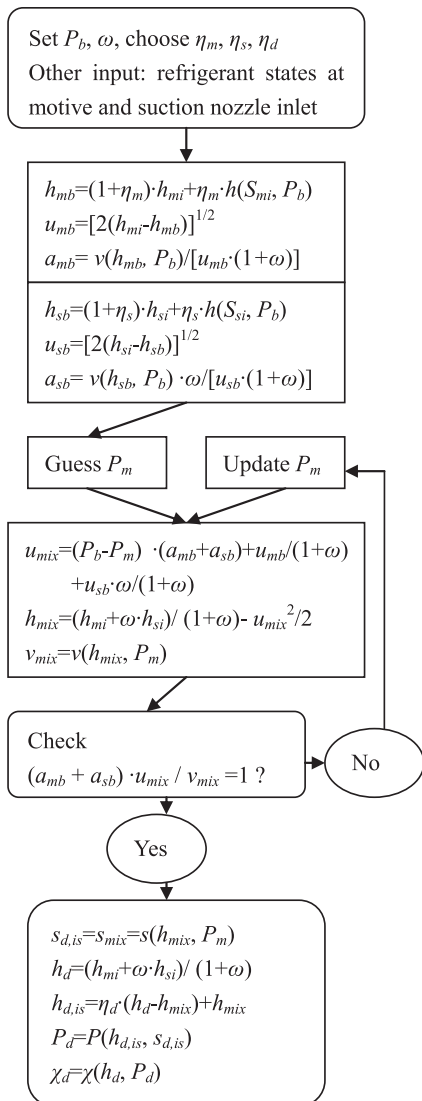 Set P_b, ω, choose η_m, η_s, η_d
Other input: refrigerant states at
motive and suction nozzle inlet
h_mb=(1+η_m)·h_mi+η_m·h(S_mi, P_b)
u_mb=[2(h_mi-h_mb)]^1/2
a_mb= v(h_mb, P_b)/[u_mb·(1+ω)]
h_sb=(1+η_s)·h_si+η_s·h(S_si, P_b)
u_sb=[2(h_si-h_sb)]^1/2
a_sb= v(h_sb, P_b) ·ω/[u_sb·(1+ω)]
Guess P_m
Update P_m
u_mix=(P_b-P_m) ·(a_mb+a_sb)+u_mb/(1+ω)
+u_sb·ω/(1+ω)
h_mix=(h_mi+ω·h_si)/ (1+ω)- u_mix^2/2
v_mix=v(h_mix, P_m)
Check
(a_mb + a_sb) ·u_mix / v_mix =1 ?
No
Yes
s_d,is=s_mix=s(h_mix, P_m)
h_d=(h_mi+ω·h_si)/ (1+ω)
h_d,is=η_d·(h_d-h_mix)+h_mix
P_d=P(h_d,is, s_d,is)
χ_d=χ(h_d, P_d)